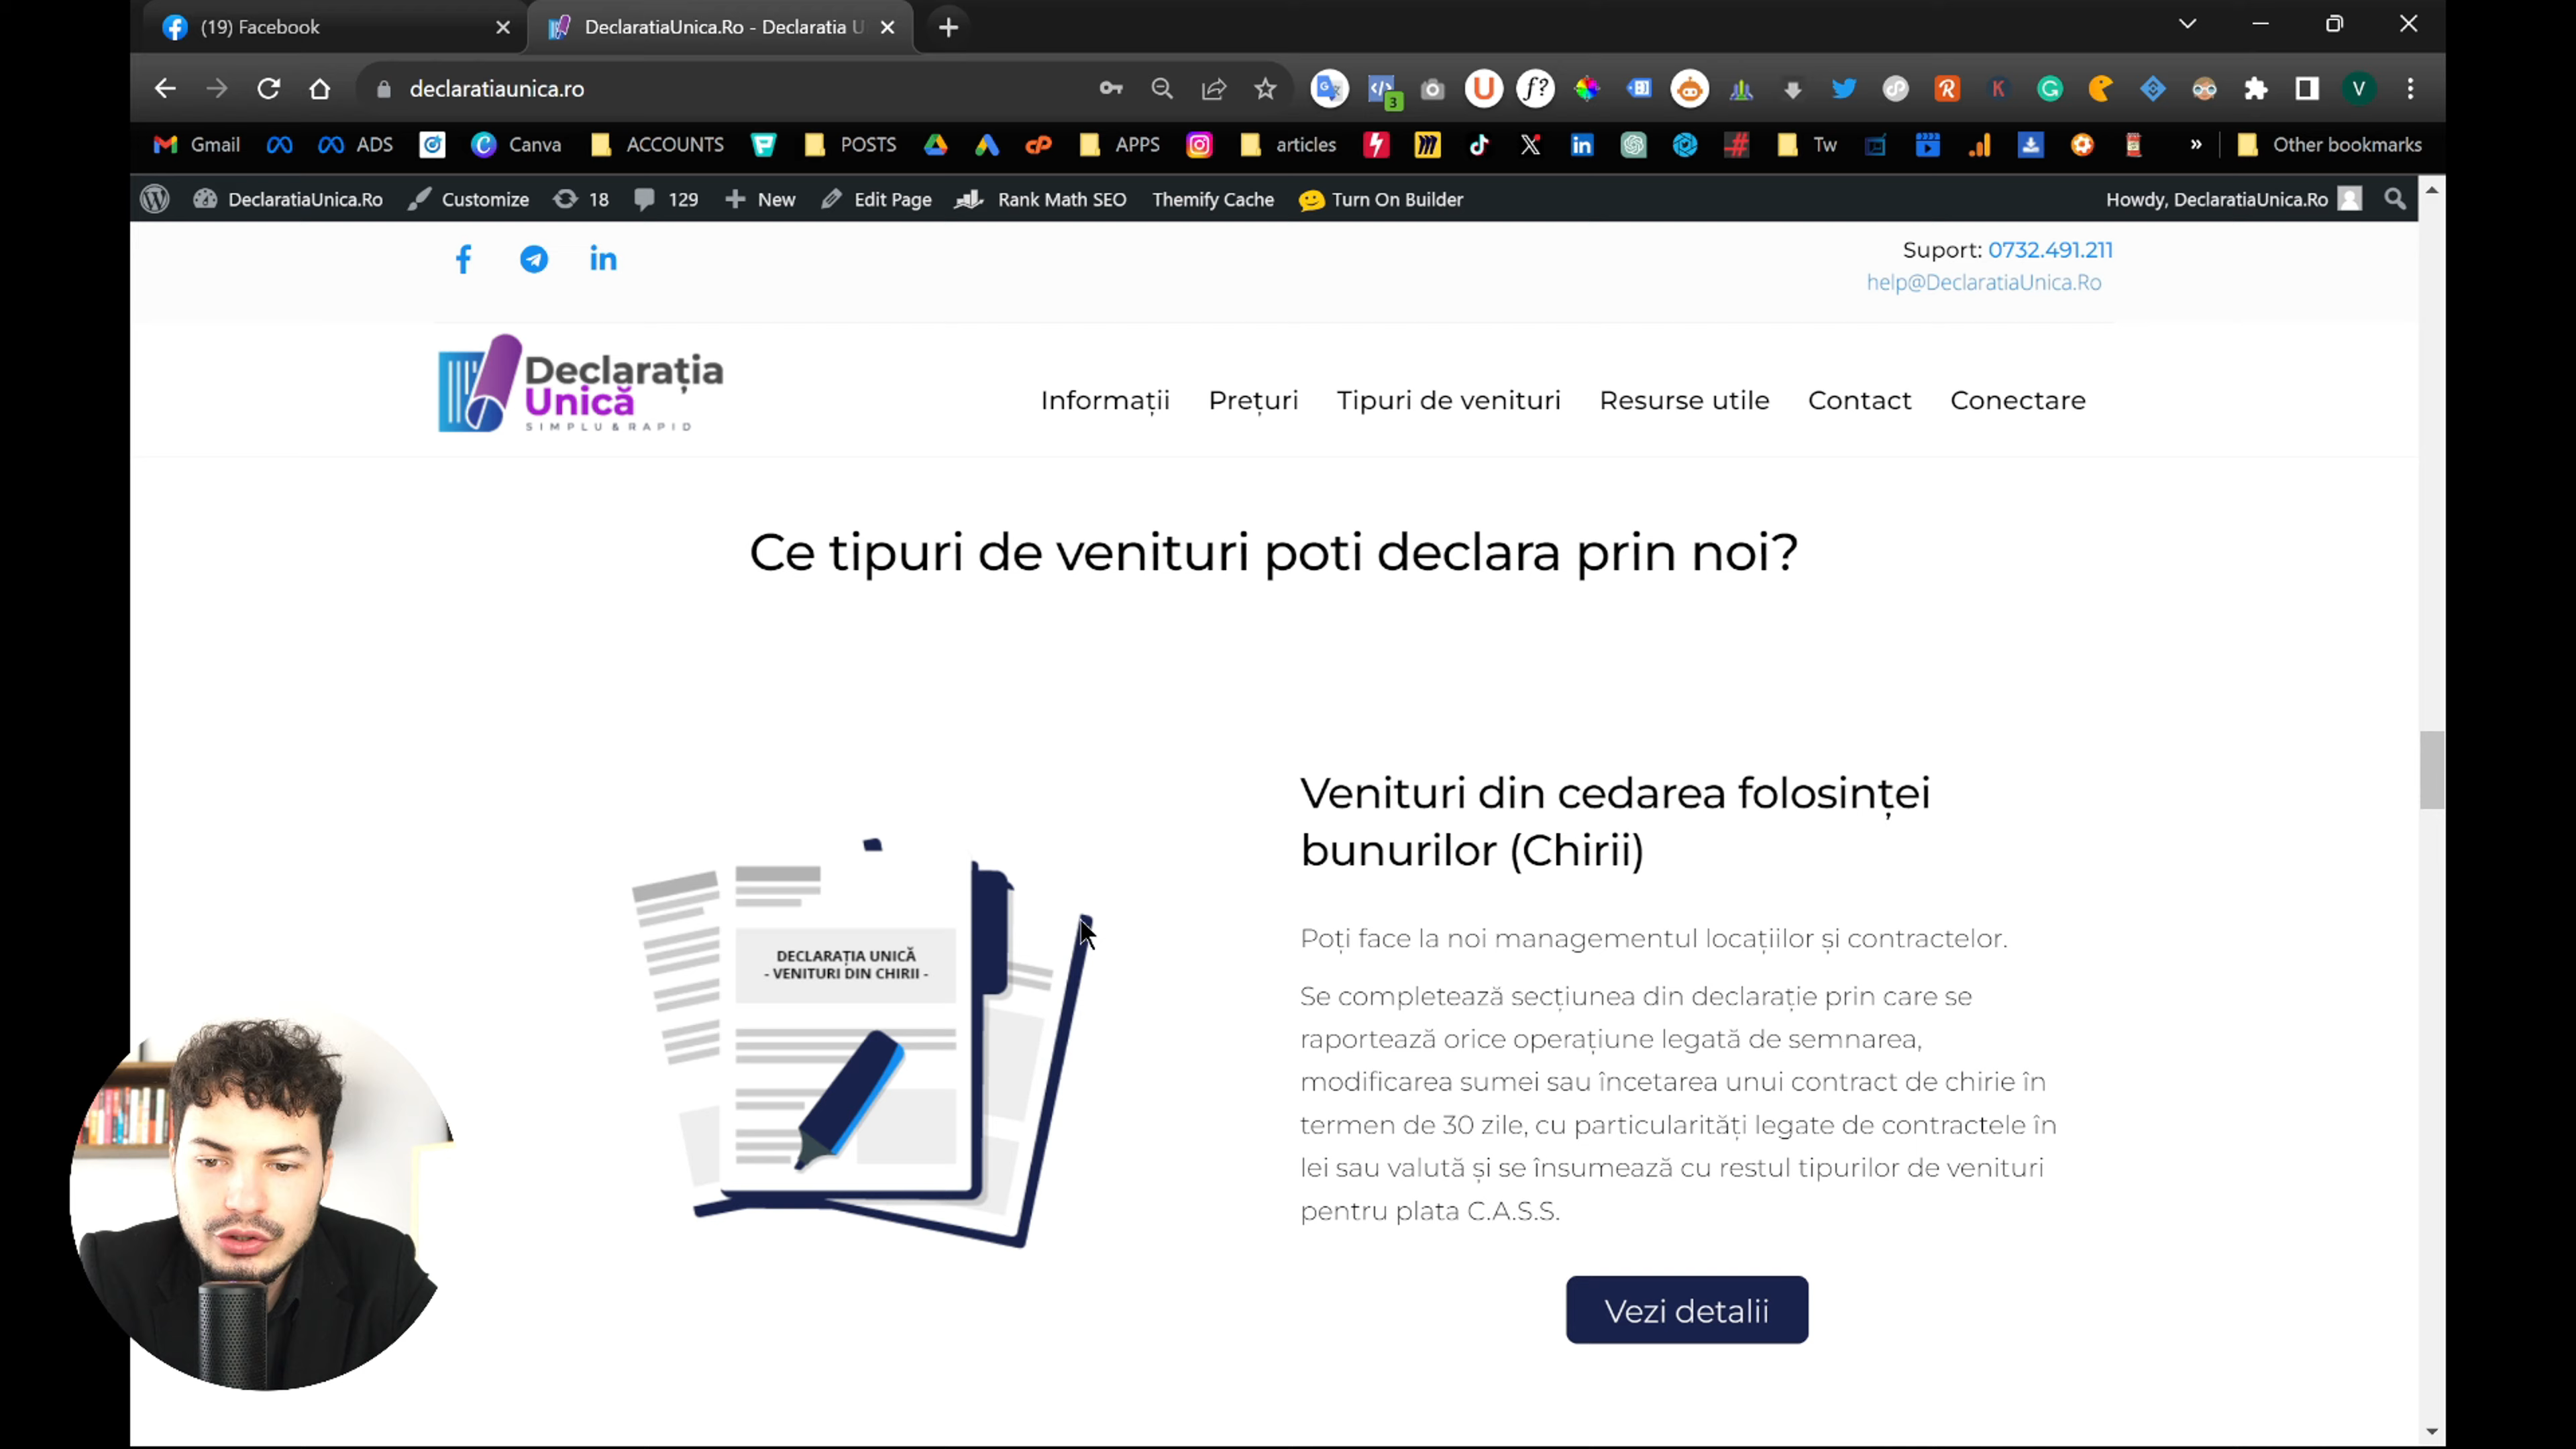 (19) Facebook
DeclaratiaUnica.Ro - Declaratia U
declaratiaunica.ro
3
V
Gmail
ADS
Canva
ACCOUNTS
POSTS
APPS
articles
Tw
»
Other bookmarks
DeclaratiaUnica.Ro
Customize
18
129
New
Edit Page
Rank Math SEO
Themify Cache
Turn On Builder
Howdy, DeclaratiaUnica.Ro
Suport: 0732.491.211
help@DeclaratiaUnica.Ro
Declarația
Unică
SIMPLU & RAPID
Informații
Prețuri
Tipuri de venituri
Resurse utile
Contact
Conectare
Ce tipuri de venituri poti declara prin noi?
DECLARAȚIA UNICĂ
- VENITURI DIN CHIRII -
Venituri din cedarea folosinței
bunurilor (Chirii)
Poți face la noi managementul locațiilor și contractelor.
Se completează secțiunea din declarație prin care se
raportează orice operațiune legată de semnarea,
modificarea sumei sau încetarea unui contract de chirie în
termen de 30 zile, cu particularități legate de contractele în
lei sau valută și se însumează cu restul tipurilor de venituri
pentru plata C.A.S.S.
Vezi detalii